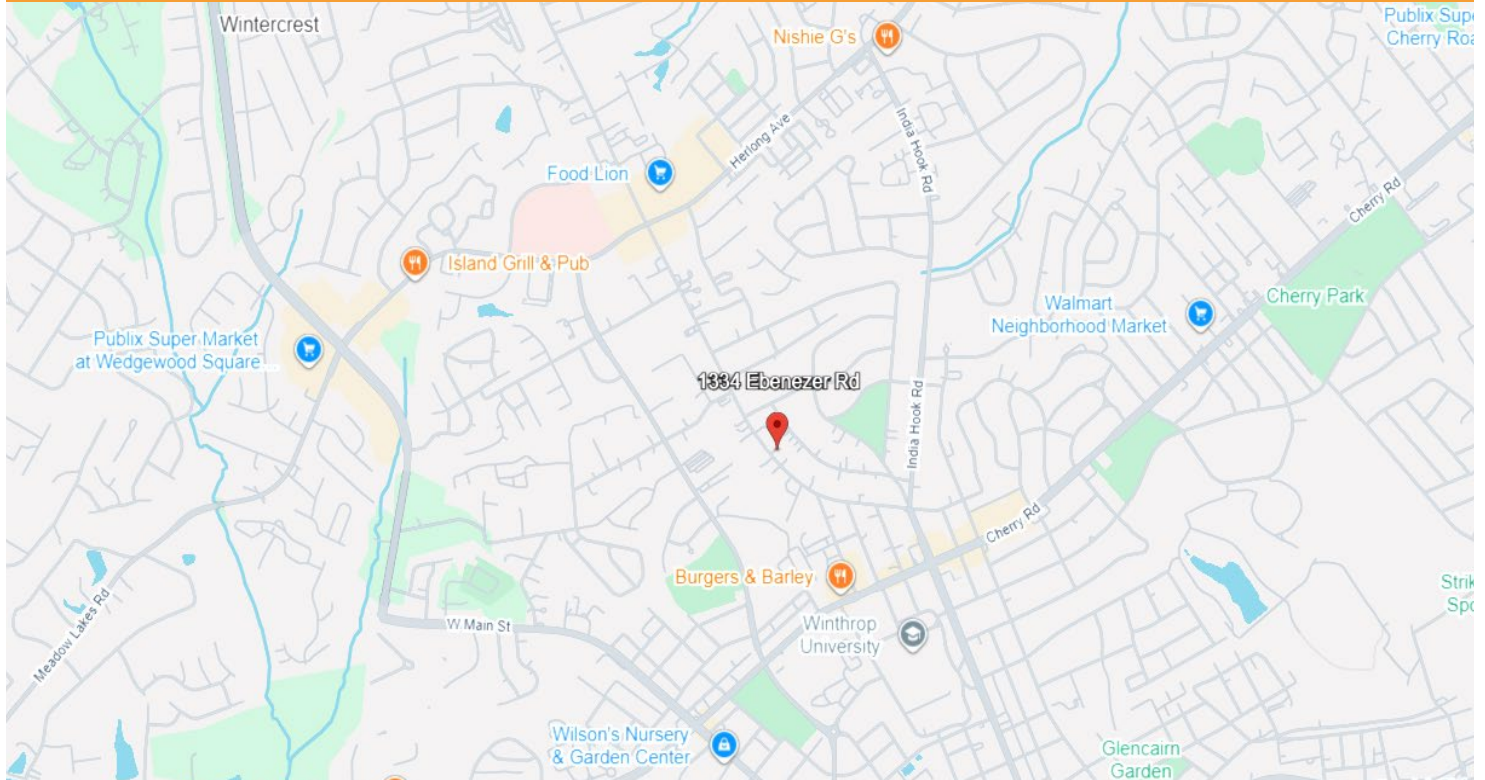 Wintercrest
Nishie G's
Publix Sup
Cherry Roa
India Hook Rd
Herlong Ave
Food Lion
Cherry Rd
Island Grill & Pub
Walmart
Neighborhood Market
Cherry Park
Publix Super Market
at Wedgewood Square...
1334 Ebenezer Rd
India Hook Rd
Cherry Rd
Burgers & Barley
Strik
Spo
Meadow Lakes Rd
W Main St
Winthrop
University
Wilson's Nursery
& Garden Center
Glencairn
Garden